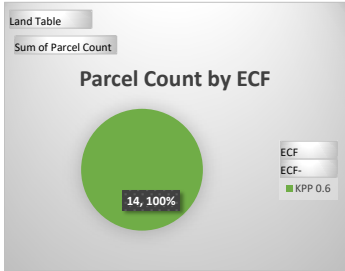 Land Table
Sum of Parcel Count
Parcel Count by ECF
14, 100%
ECF
ECF-
KPP 0.6